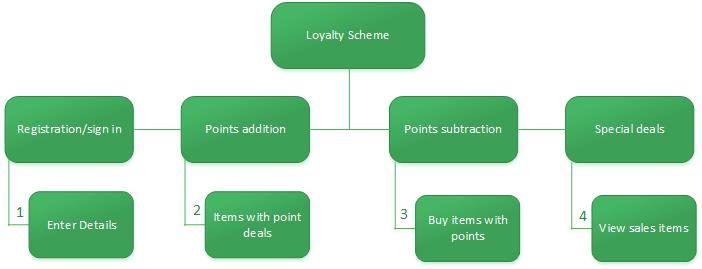 Loyalty Scheme
Registration/sign in
Points addition
Points subtraction
Special deals
1
Enter Details
2
Items with point
deals
3
Buy items with
points
4
View sales items